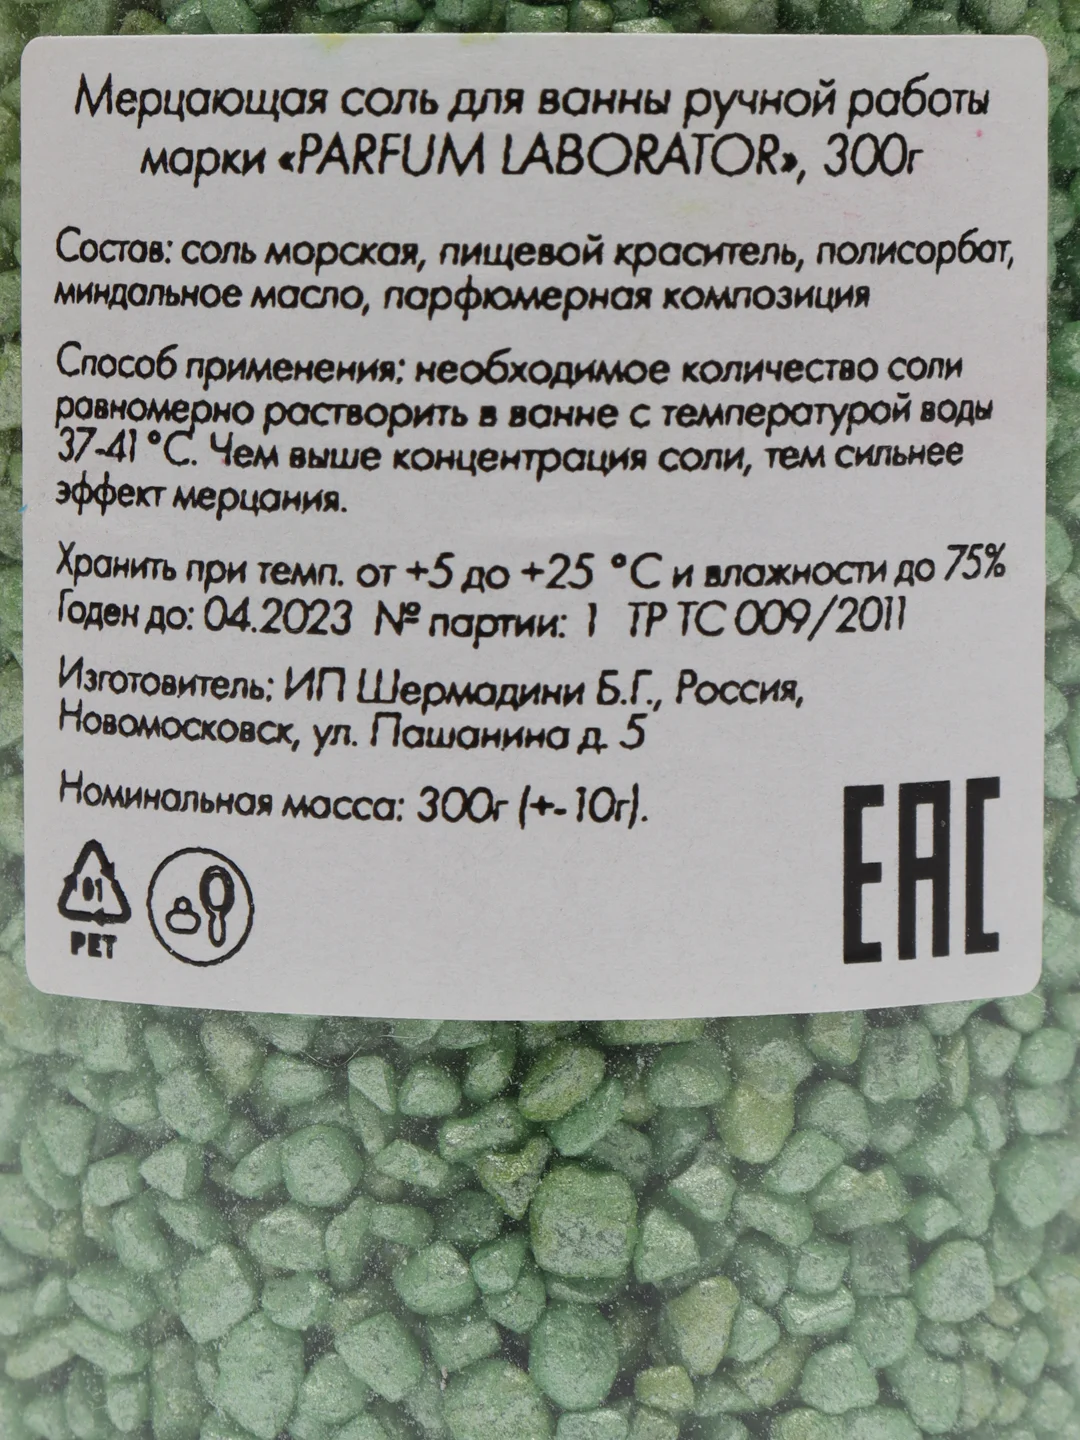 Мерцающая соль для ванны ручной работы
марки «PARFUM LABORATOR», 300г
Состав: соль морская, пищевой краситель, полисорбат,
миндальное масло, парфюмерная композиция
Способ применения: необходимое количество соли
равномерно растворить в ванне с температурой воды
37-41 °С. Чем выше концентрация соли, тем сильнее
эффект мерцания.
Хранить при темп. от +5 до +25 °С и влажности до 75%
Годен до: 04.2023 № партии: 1 ТР ТС 009/2011
Изготовитель: ИП Шермадини Б.Г., Россия,
Новомосковск, ул. Пашанина д. 5
Номинальная масса: 300г (+-10г).
01
PET
EAC